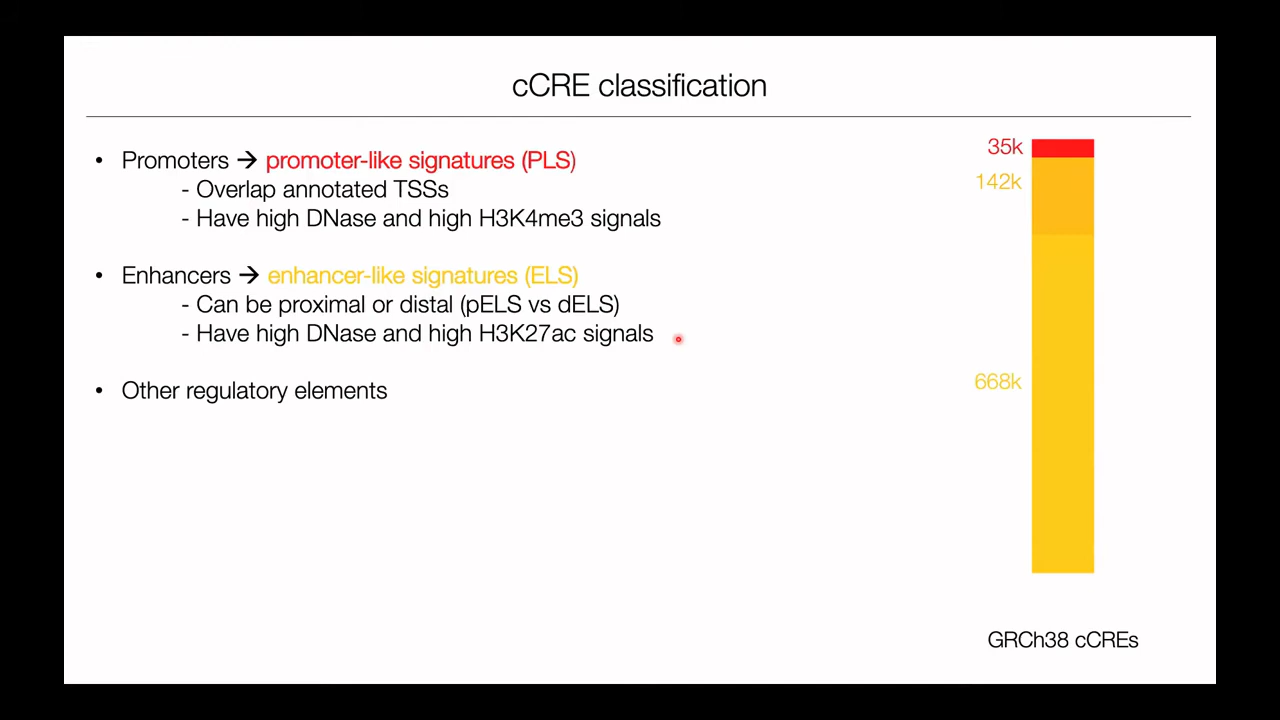 cCRE classification
• Promoters → promoter-like signatures (PLS)
- Overlap annotated TSSs
- Have high DNase and high H3K4me3 signals
• Enhancers → enhancer-like signatures (ELS)
- Can be proximal or distal (pELS vs dELS)
- Have high DNase and high H3K27ac signals
• Other regulatory elements
35k
142k
668k
GRCh38 cCREs